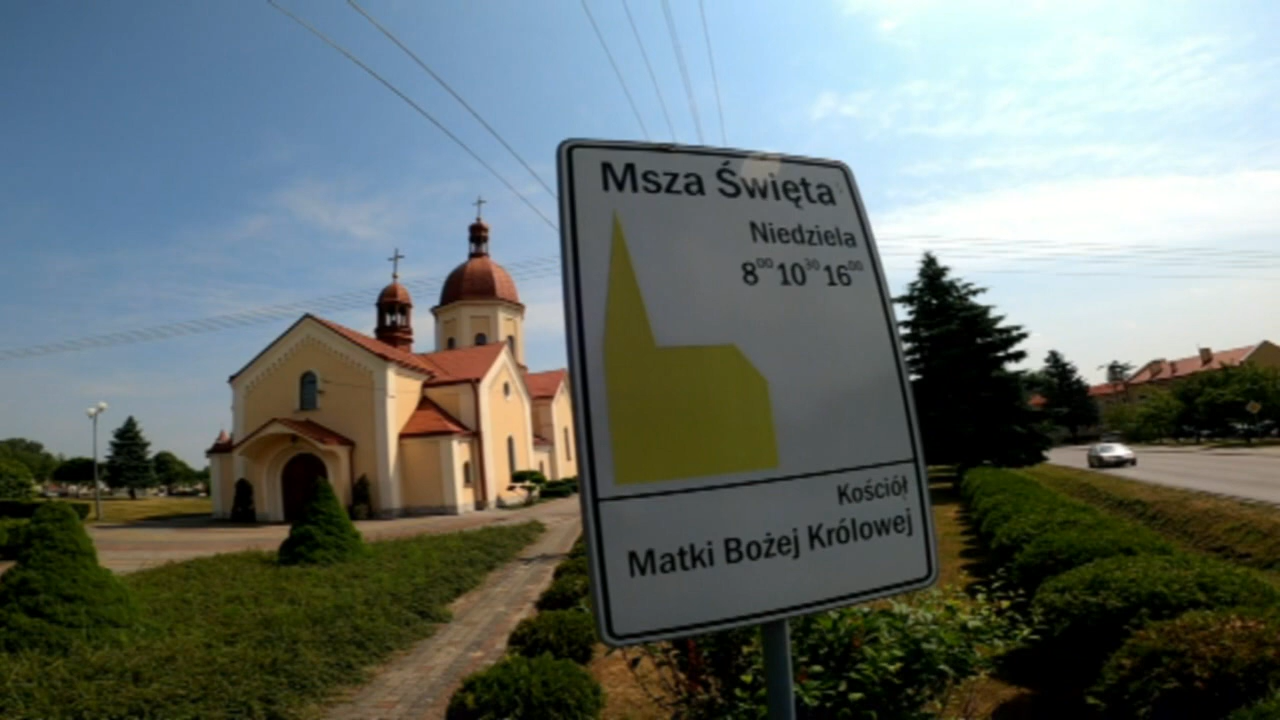 Msza Święta
Niedziela
8⁰⁰ 10³⁰ 16⁰⁰
Kościół
Matki Bożej Królowej